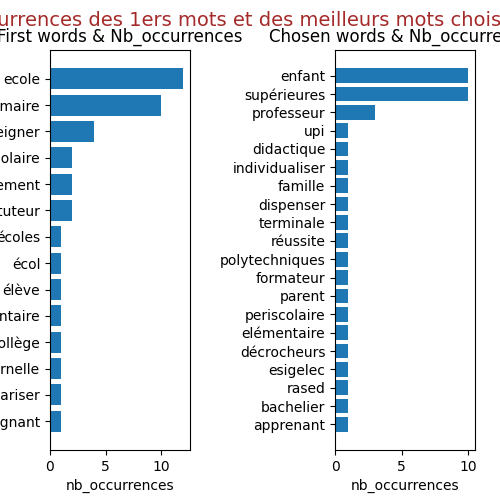 urrences des 1ers mots et des meilleurs mots chois
First words & Nb_occurrences
ecole
maire
eigner
olaire
ement
tuteur
écoles
écol
élève
ntaire
ollège
rnelle
ariser
gnant
0 5 10
nb_occurrences
Chosen words & Nb_occurre
enfant
supérieures
professeur
upi
didactique
individualiser
famille
dispenser
terminale
réussite
polytechniques
formateur
parent
periscolaire
elémentaire
décrocheurs
esigelec
rased
bachelier
apprenant
0 5 10
nb_occurrences